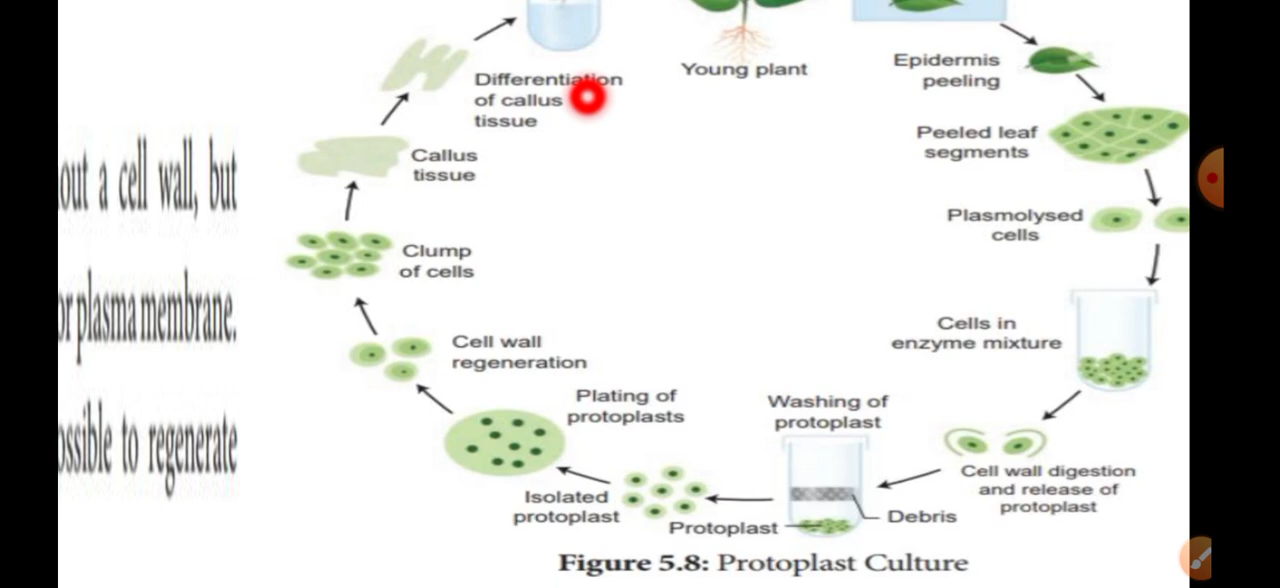 out a cell wall, but
or plasma membrane.
ossible to regenerate
Differentiation
of callus
tissue
Young plant
Epidermis
peeling
Peeled leaf
segments
Callus
tissue
Plasmolysed
cells
Clump
of cells
Cells in
enzyme mixture
Cell wall
regeneration
Plating of
protoplasts
Washing of
protoplast
Cell wall digestion
and release of
protoplast
Isolated
protoplast
Protoplast
Debris
Figure 5.8: Protoplast Culture